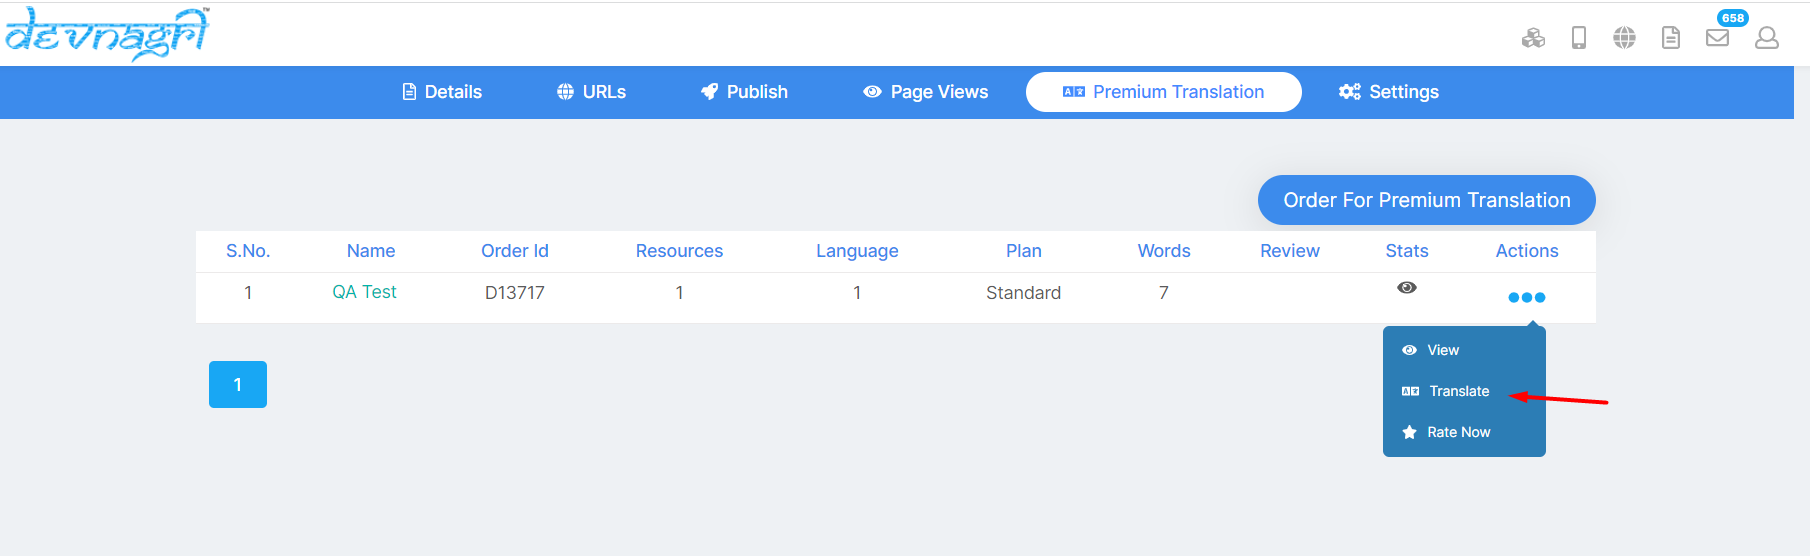 devnagri™
658
Details URLs Publish Page Views Premium Translation Settings
Order For Premium Translation
S.No. Name Order Id Resources Language Plan Words Review Stats Actions
1 QA Test D13717 1 1 Standard 7
View
Translate
Rate Now
1